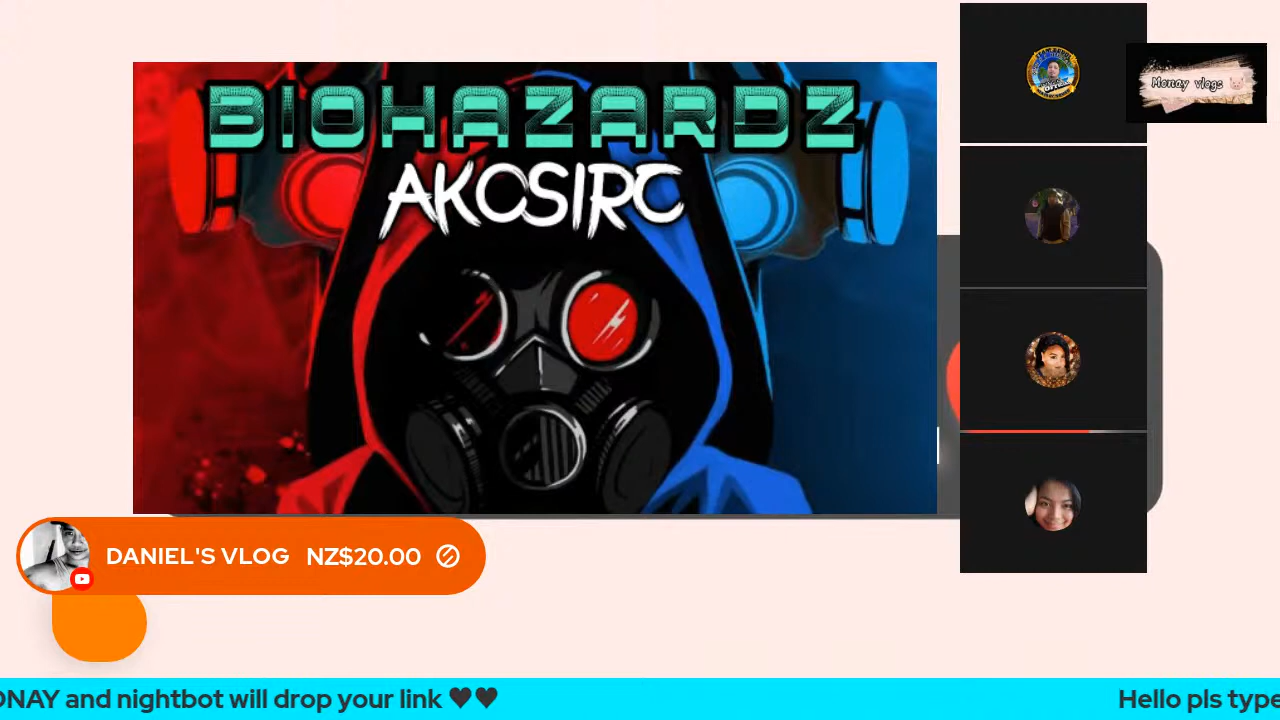 BIOHAZARDZ
AKOSIRC
Monay vlogs
DANIEL'S VLOG NZ$20.00
ONAY and nightbot will drop your link ♥♥
Hello pls type